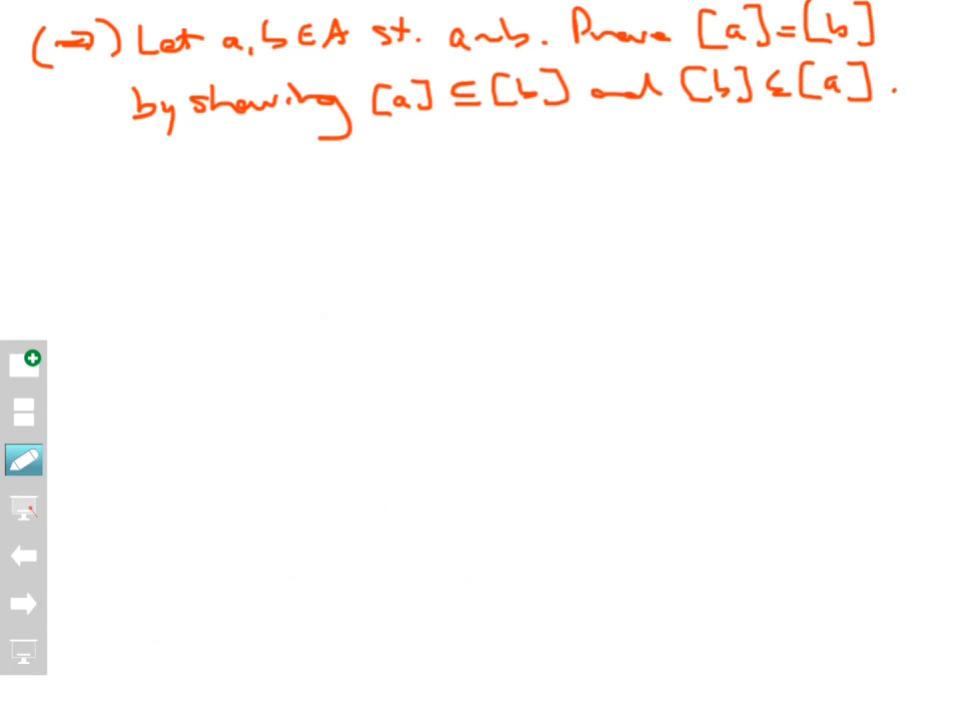 (⇒) Let a, b ∈ A st. a~b. Prove [a]=[b]
by showing [a] ⊆ [b] and [b] ⊆ [a].